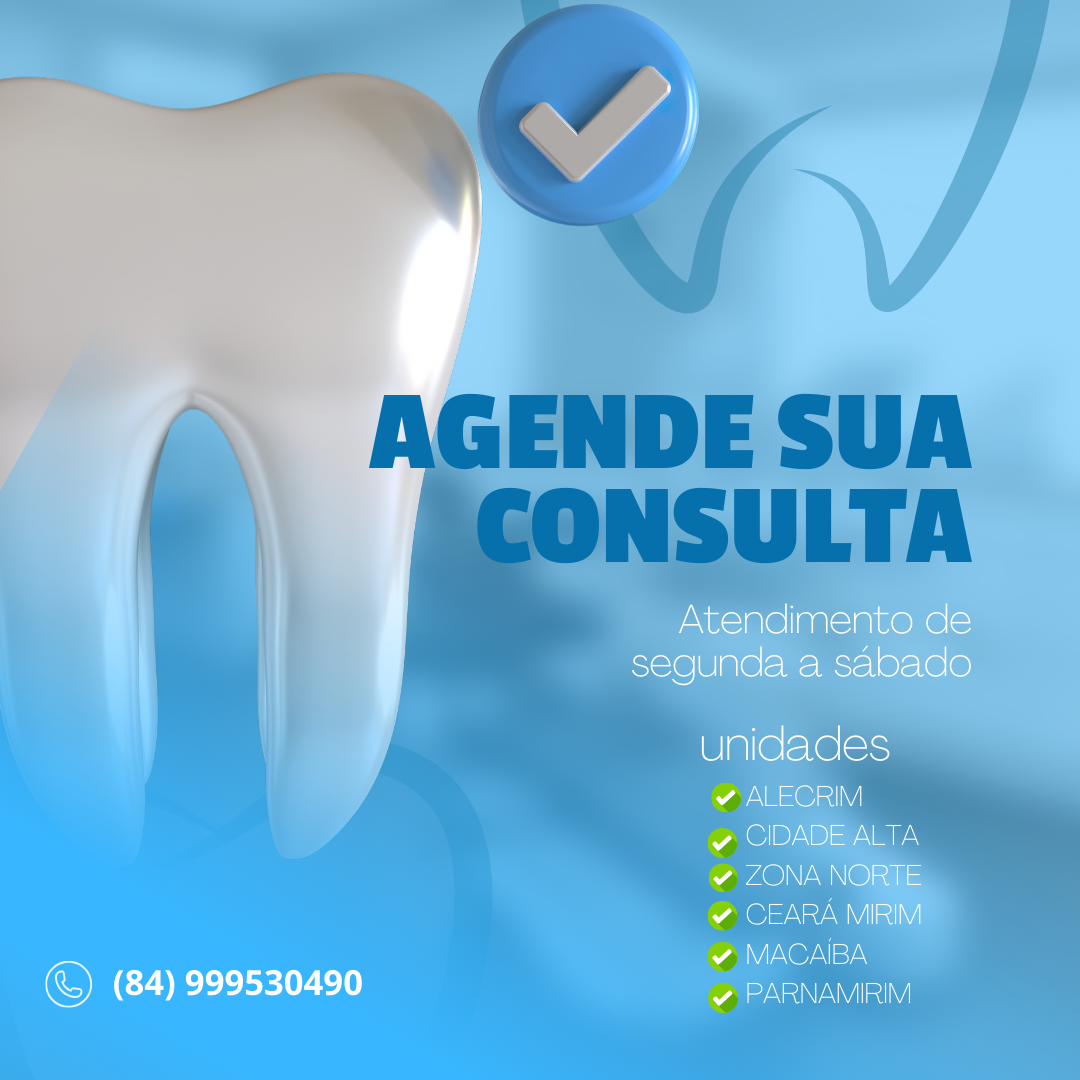 AGENDE SUA
CONSULTA
Atendimento de
segunda a sábado
unidades
ALECRIM
CIDADE ALTA
ZONA NORTE
CEARÁ MIRIM
MACAÍBA
PARNAMIRIM
(84) 999530490